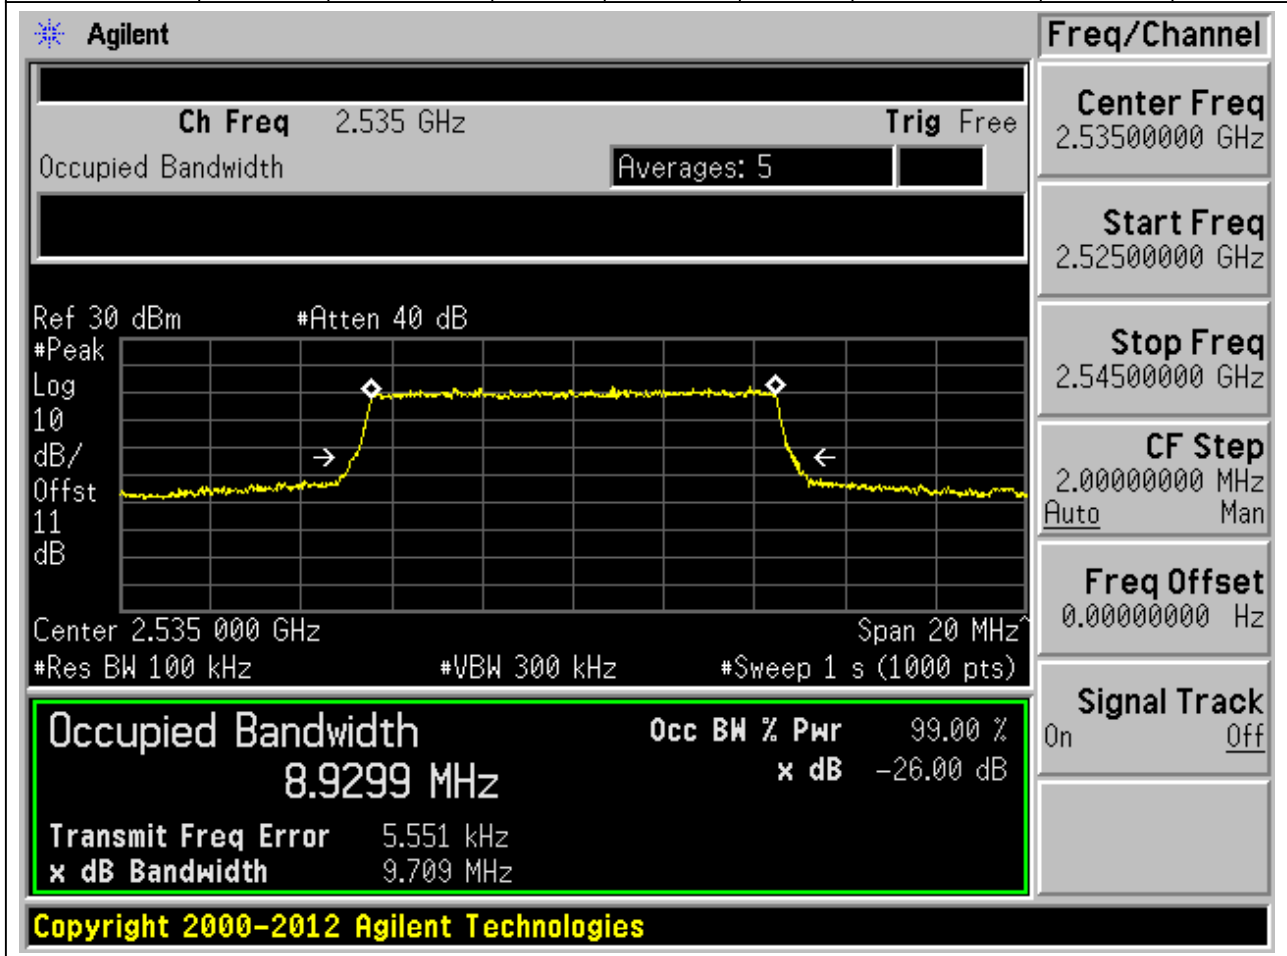 Agilent
Freq/Channel
Ch Freq 2.535 GHz Trig Free
Occupied Bandwidth Averages: 5
Center Freq
2.53500000 GHz
Start Freq
2.52500000 GHz
Stop Freq
2.54500000 GHz
CF Step
2.00000000 MHz
Auto Man
Freq Offset
0.00000000 Hz
Signal Track
On Off
Ref 30 dBm #Atten 40 dB
#Peak
Log
10
dB/
Offst
11
dB
Center 2.535 000 GHz Span 20 MHz^
#Res BW 100 kHz #VBW 300 kHz #Sweep 1 s (1000 pts)
Occupied Bandwidth Occ BW % Pwr 99.00 %
8.9299 MHz x dB -26.00 dB
Transmit Freq Error 5.551 kHz
x dB Bandwidth 9.709 MHz
Copyright 2000-2012 Agilent Technologies